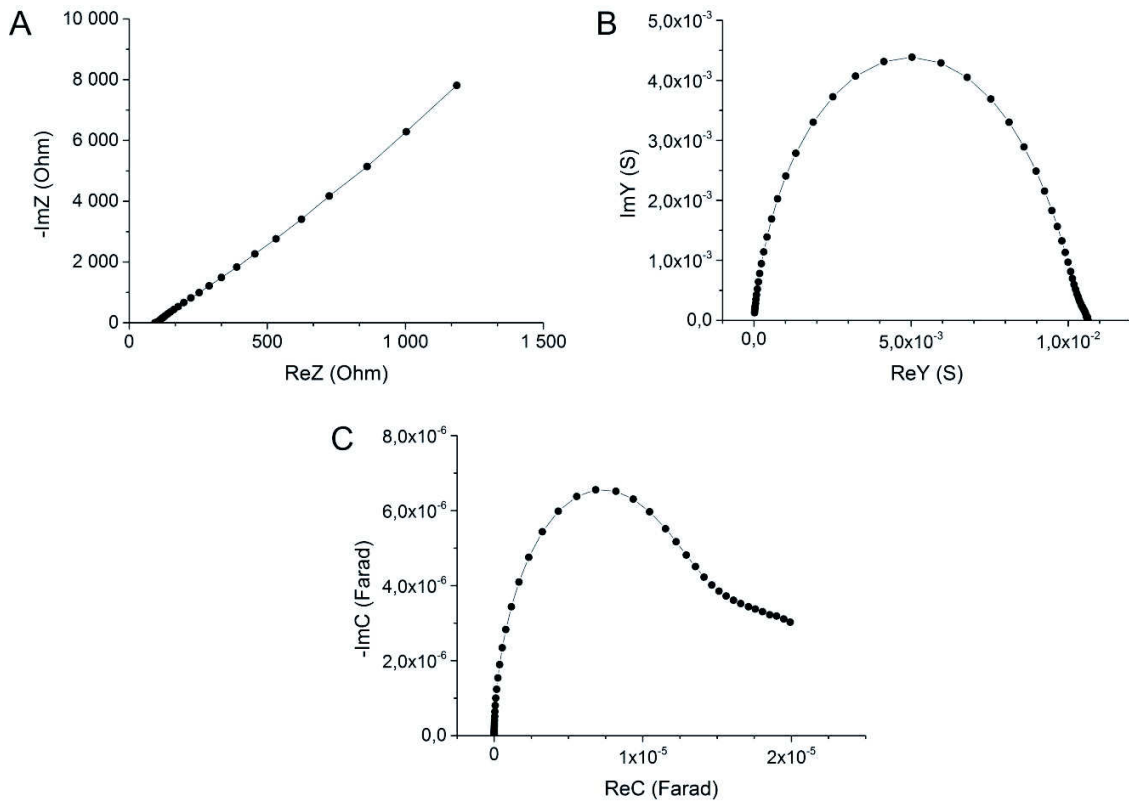 A
10 000
8 000
6 000
4 000
2 000
0
-ImZ (Ohm)
0
500
1 000
1 500
ReZ (Ohm)
B
5,0x10⁻³
4,0x10⁻³
3,0x10⁻³
2,0x10⁻³
1,0x10⁻³
0,0
ImY (S)
0,0
5,0x10⁻³
1,0x10⁻²
ReY (S)
C
8,0x10⁻⁶
6,0x10⁻⁶
4,0x10⁻⁶
2,0x10⁻⁶
0,0
-ImC (Farad)
0
1x10⁻⁵
2x10⁻⁵
ReC (Farad)